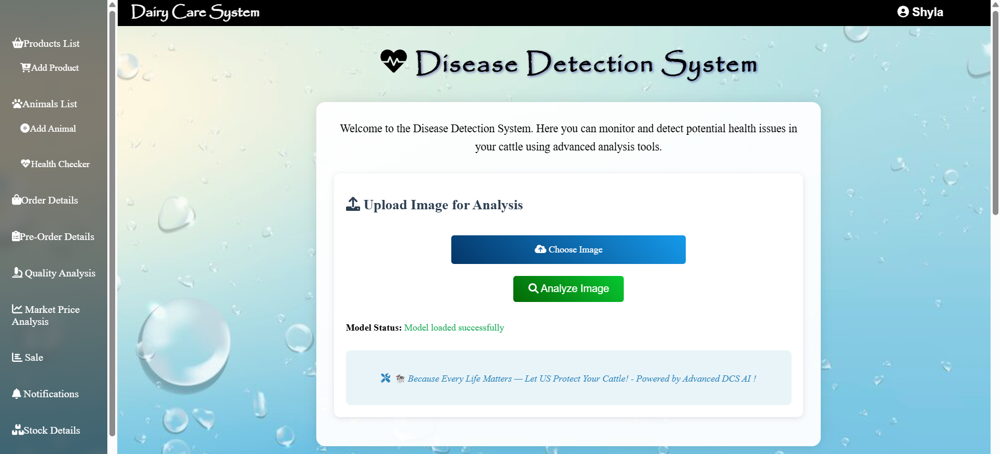 Dairy Care System
Shyla
Products List
Add Product
Animals List
Add Animal
Health Checker
Order Details
Pre-Order Details
Quality Analysis
Market Price
Analysis
Sale
Notifications
Stock Details
Disease Detection System
Welcome to the Disease Detection System. Here you can monitor and detect potential health issues in
your cattle using advanced analysis tools.
Upload Image for Analysis
Choose Image
Analyze Image
Model Status: Model loaded successfully
Because Every Life Matters — Let US Protect Your Cattle! - Powered by Advanced DCS AI !